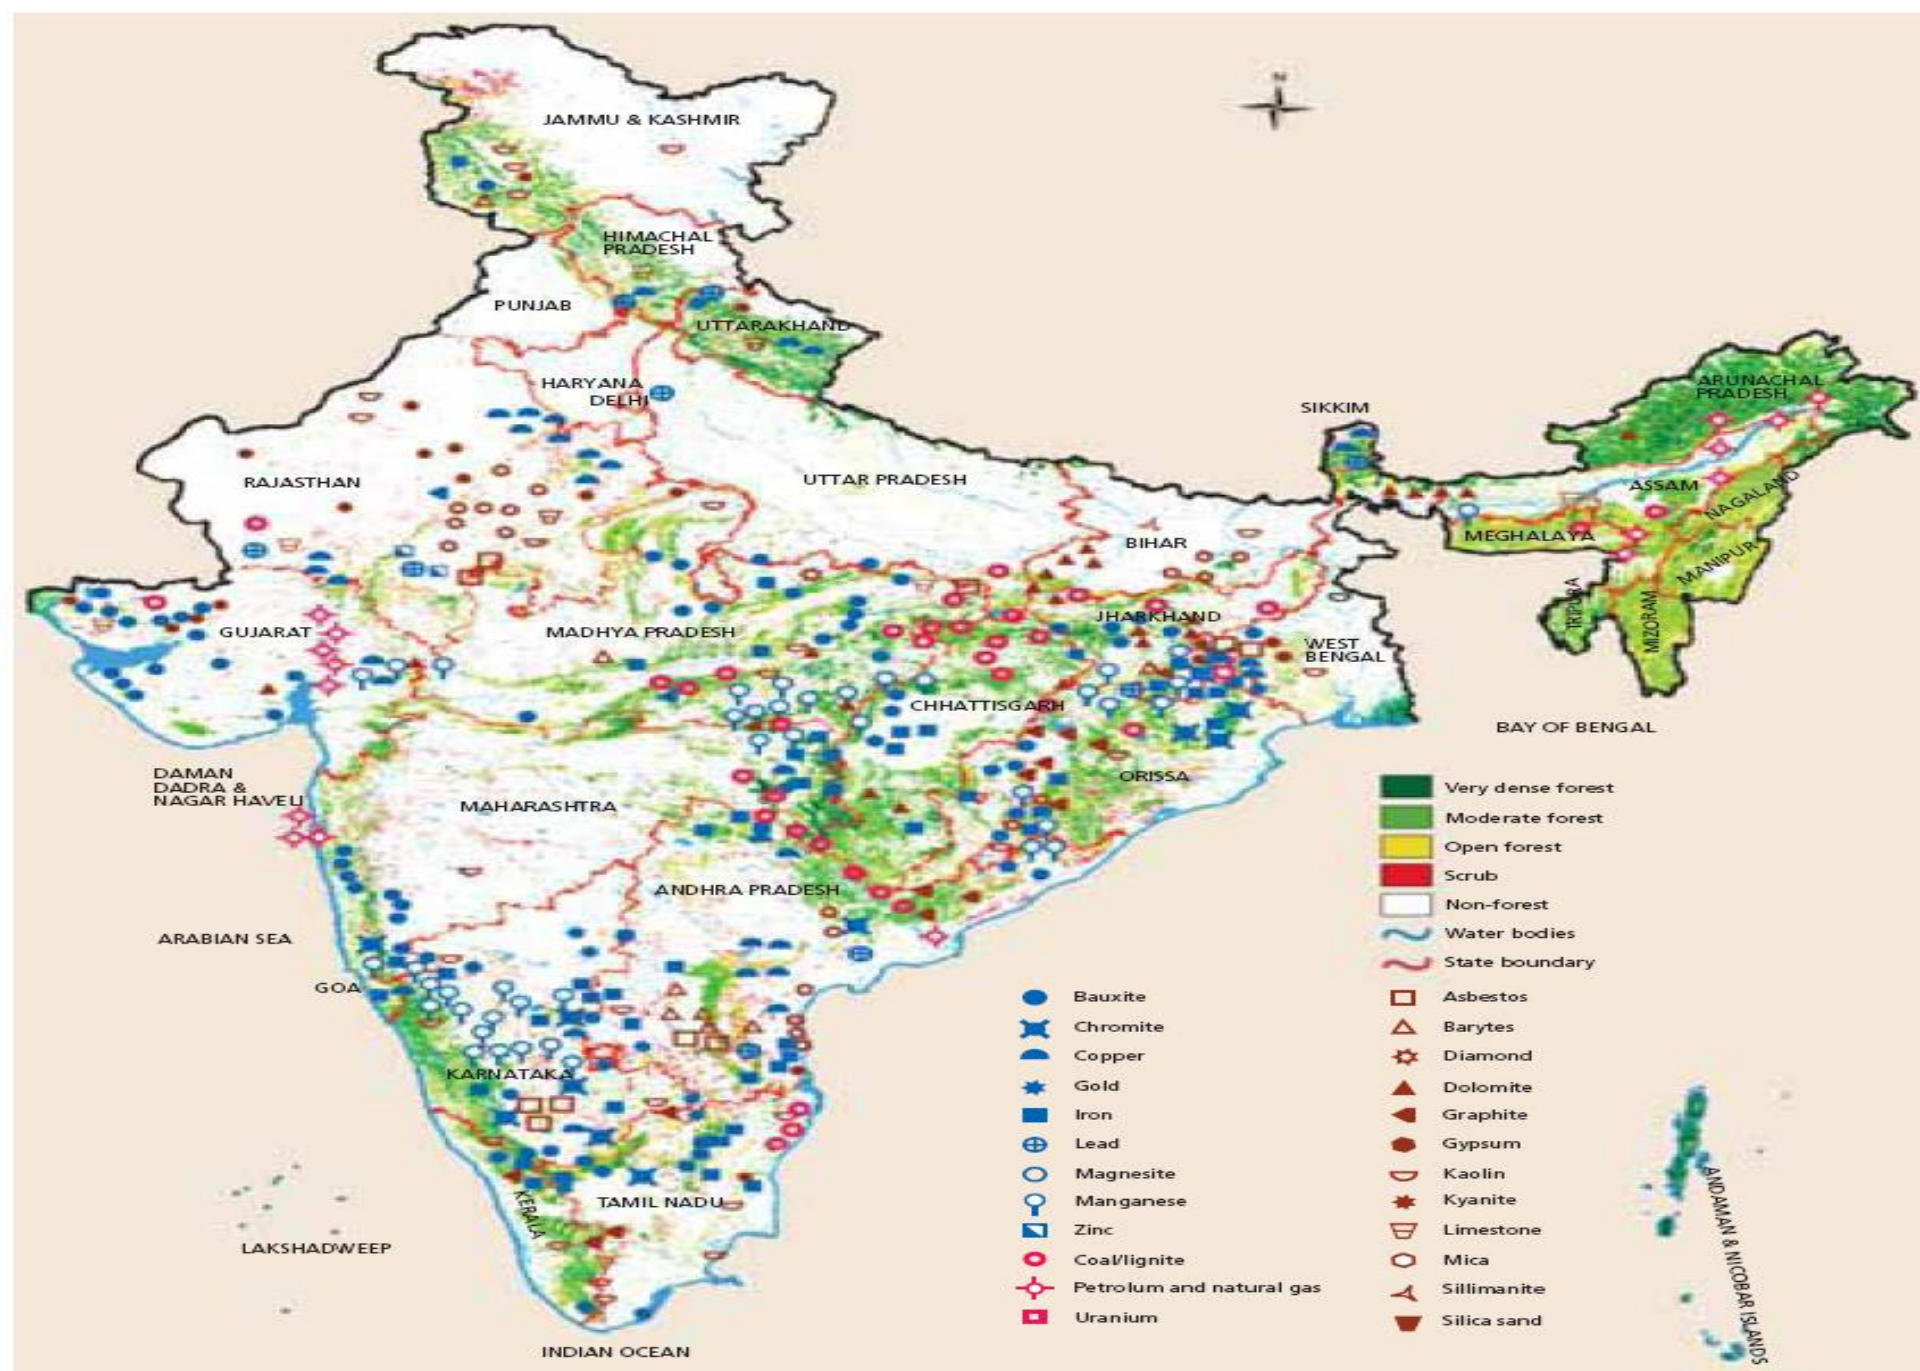 N
JAMMU & KASHMIR
HIMACHAL
PRADESH
PUNJAB
UTTARAKHAND
HARYANA
DELHI
SIKKIM
ARUNACHAL
PRADESH
RAJASTHAN
UTTAR PRADESH
ASSAM
NAGALAND
MEGHALAYA
BIHAR
MANIPUR
TRIPURA
MIZORAM
GUJARAT
MADHYA PRADESH
JHARKHAND
WEST
BENGAL
CHHATTISGARH
BAY OF BENGAL
DAMAN
DADRA &
NAGAR HAVELI
MAHARASHTRA
ORISSA
ANDHRA PRADESH
ARABIAN SEA
GOA
KARNATAKA
KERALA
TAMIL NADU
LAKSHADWEEP
ANDAMAN & NICOBAR ISLANDS
INDIAN OCEAN
Very dense forest
Moderate forest
Open forest
Scrub
Non-forest
Water bodies
State boundary
Bauxite
Chromite
Copper
Gold
Iron
Lead
Magnesite
Manganese
Zinc
Coal/lignite
Petrolum and natural gas
Uranium
Asbestos
Barytes
Diamond
Dolomite
Graphite
Gypsum
Kaolin
Kyanite
Limestone
Mica
Sillimanite
Silica sand